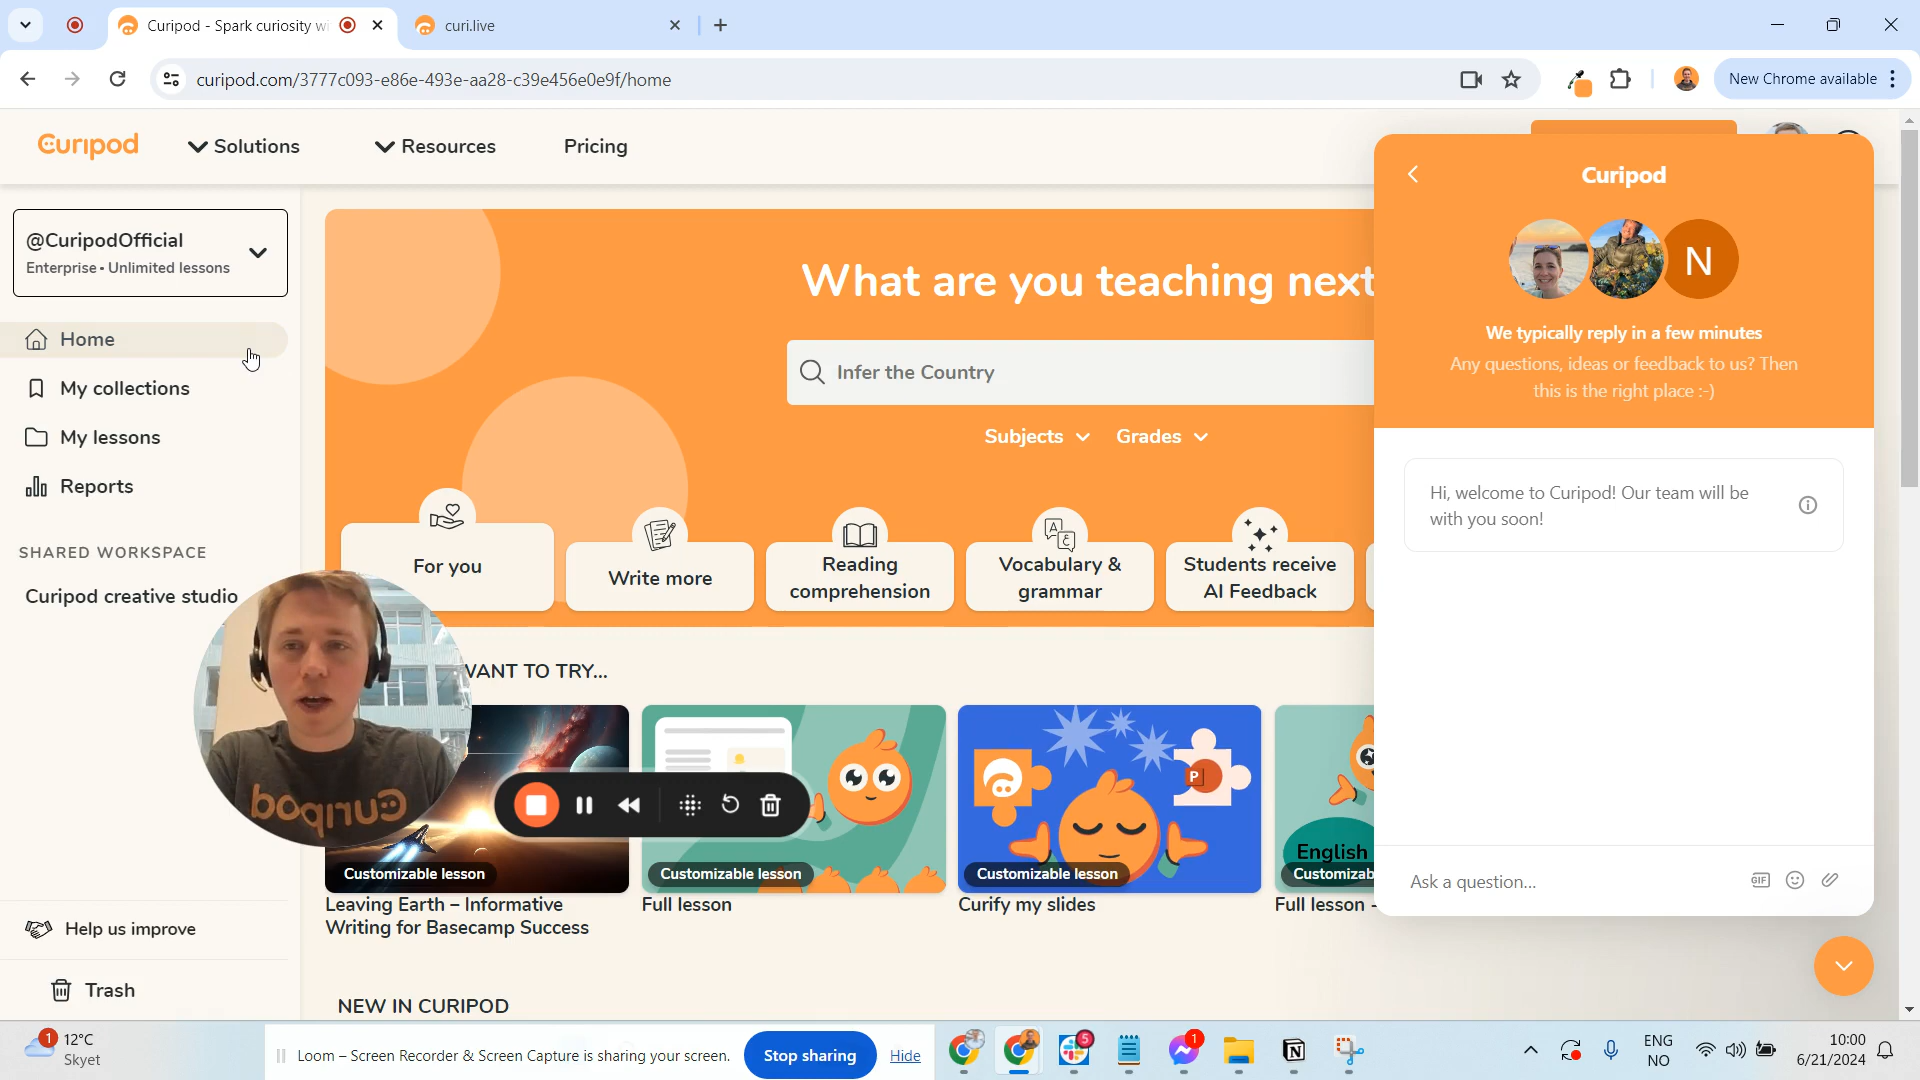 Curipod - Spark curiosity wi
curi.live
curipod.com/3777c093-e86e-493e-aa28-c39e456e0e9f/home
New Chrome available
Curipod
Solutions
Resources
Pricing
@CuripodOfficial
Enterprise • Unlimited lessons
Home
My collections
My lessons
Reports
SHARED WORKSPACE
Curipod creative studio
Help us improve
Trash
What are you teaching next
Infer the Country
Subjects
Grades
For you
Write more
Reading
comprehension
Vocabulary &
grammar
Students receive
AI Feedback
WANT TO TRY...
Customizable lesson
Leaving Earth – Informative
Writing for Basecamp Success
Customizable lesson
Full lesson
P
Customizable lesson
Curify my slides
English
Customizab
Full lesson -
NEW IN CURIPOD
curipod
Curipod
N
We typically reply in a few minutes
Any questions, ideas or feedback to us? Then
this is the right place :-)
Hi, welcome to Curipod! Our team will be
with you soon!
Ask a question...
GIF
1
12°C
Skyet
Loom – Screen Recorder & Screen Capture is sharing your screen.
Stop sharing
Hide
5
1
ENG
NO
10:00
6/21/2024